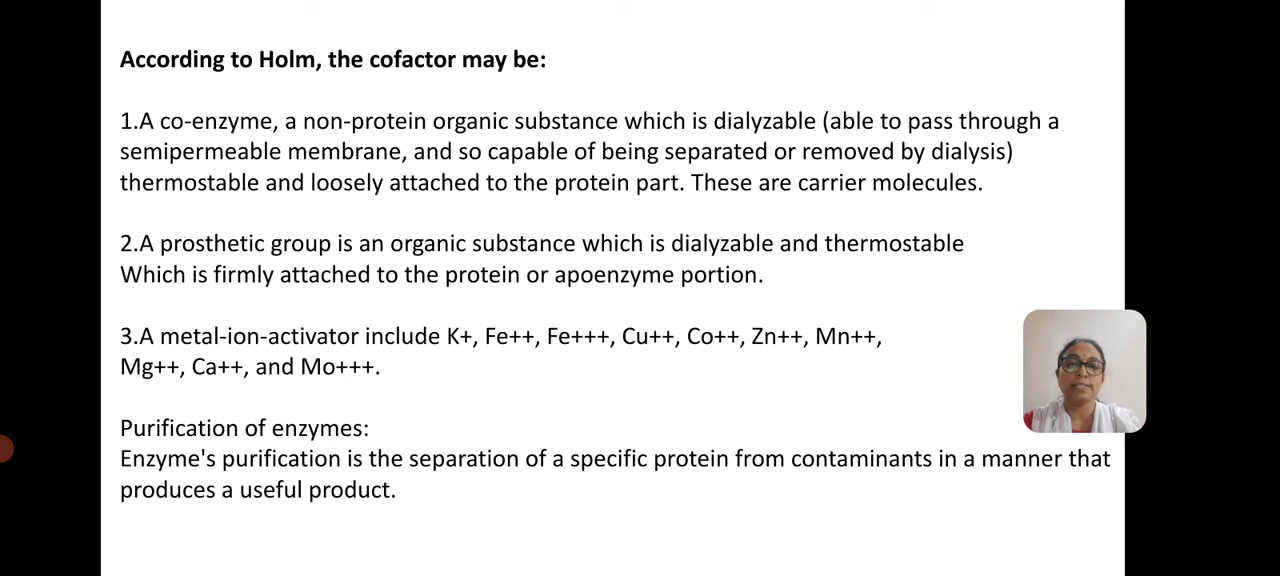 According to Holm, the cofactor may be:
1.A co-enzyme, a non-protein organic substance which is dialyzable (able to pass through a
semipermeable membrane, and so capable of being separated or removed by dialysis)
thermostable and loosely attached to the protein part. These are carrier molecules.
2.A prosthetic group is an organic substance which is dialyzable and thermostable
Which is firmly attached to the protein or apoenzyme portion.
3.A metal-ion-activator include K+, Fe++, Fe+++, Cu++, Co++, Zn++, Mn++,
Mg++, Ca++, and Mo+++.
Purification of enzymes:
Enzyme's purification is the separation of a specific protein from contaminants in a manner that
produces a useful product.